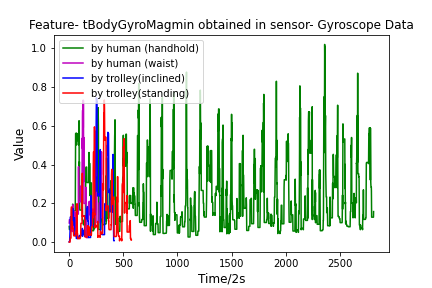 Feature- tBodyGyroMagmin obtained in sensor- Gyroscope Data
by human (handhold)
by human (waist)
by trolley(inclined)
by trolley(standing)
1.0
0.8
0.6
0.4
0.2
0.0
Value
0 500 1000 1500 2000 2500
Time/2s